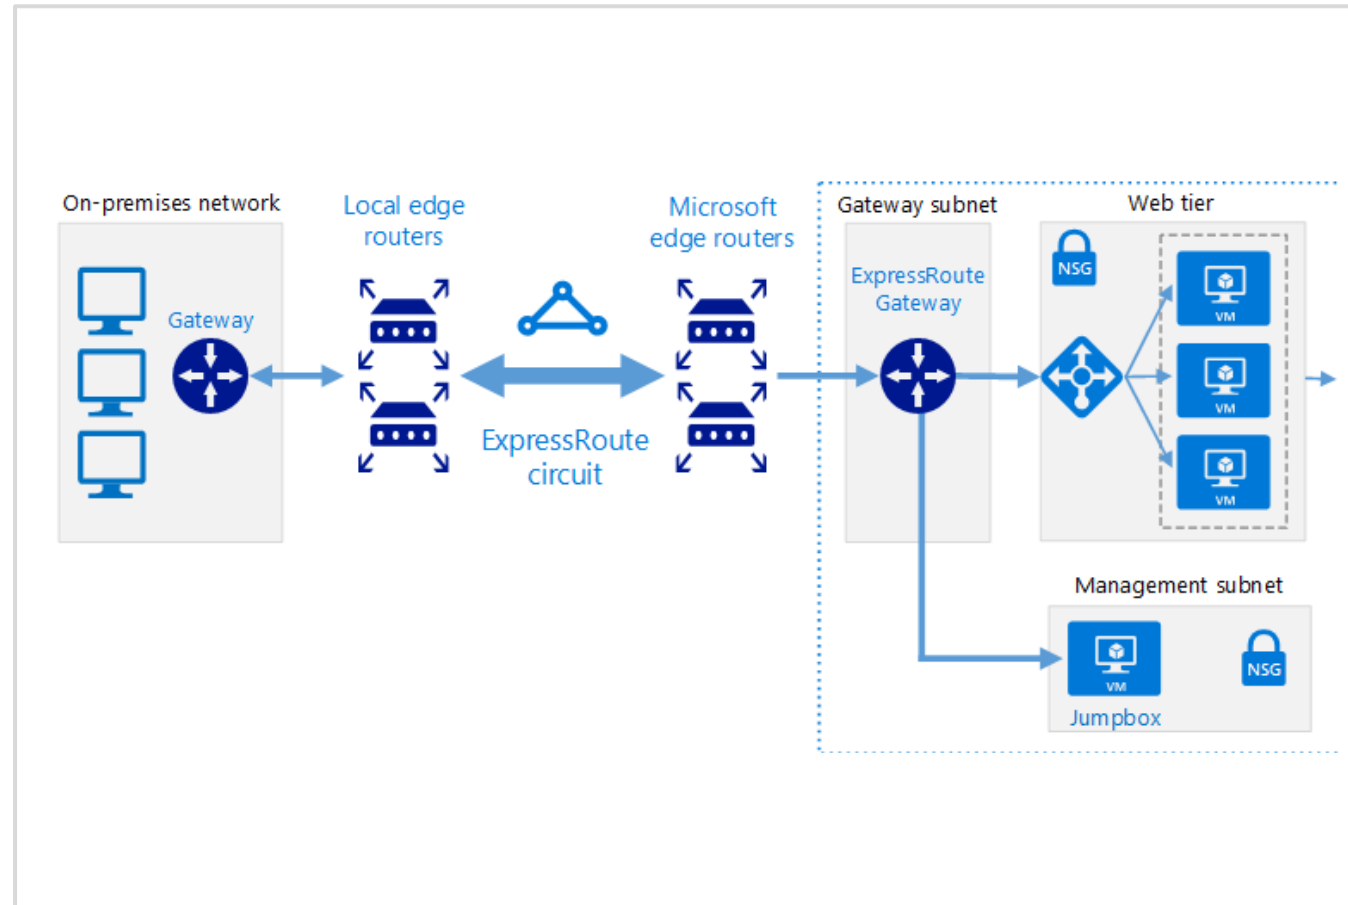 On-premises network
Gateway
Local edge
routers
ExpressRoute
circuit
Microsoft
edge routers
Gateway subnet
ExpressRoute
Gateway
Web tier
NSG
VM
VM
VM
Management subnet
VM
Jumpbox
NSG